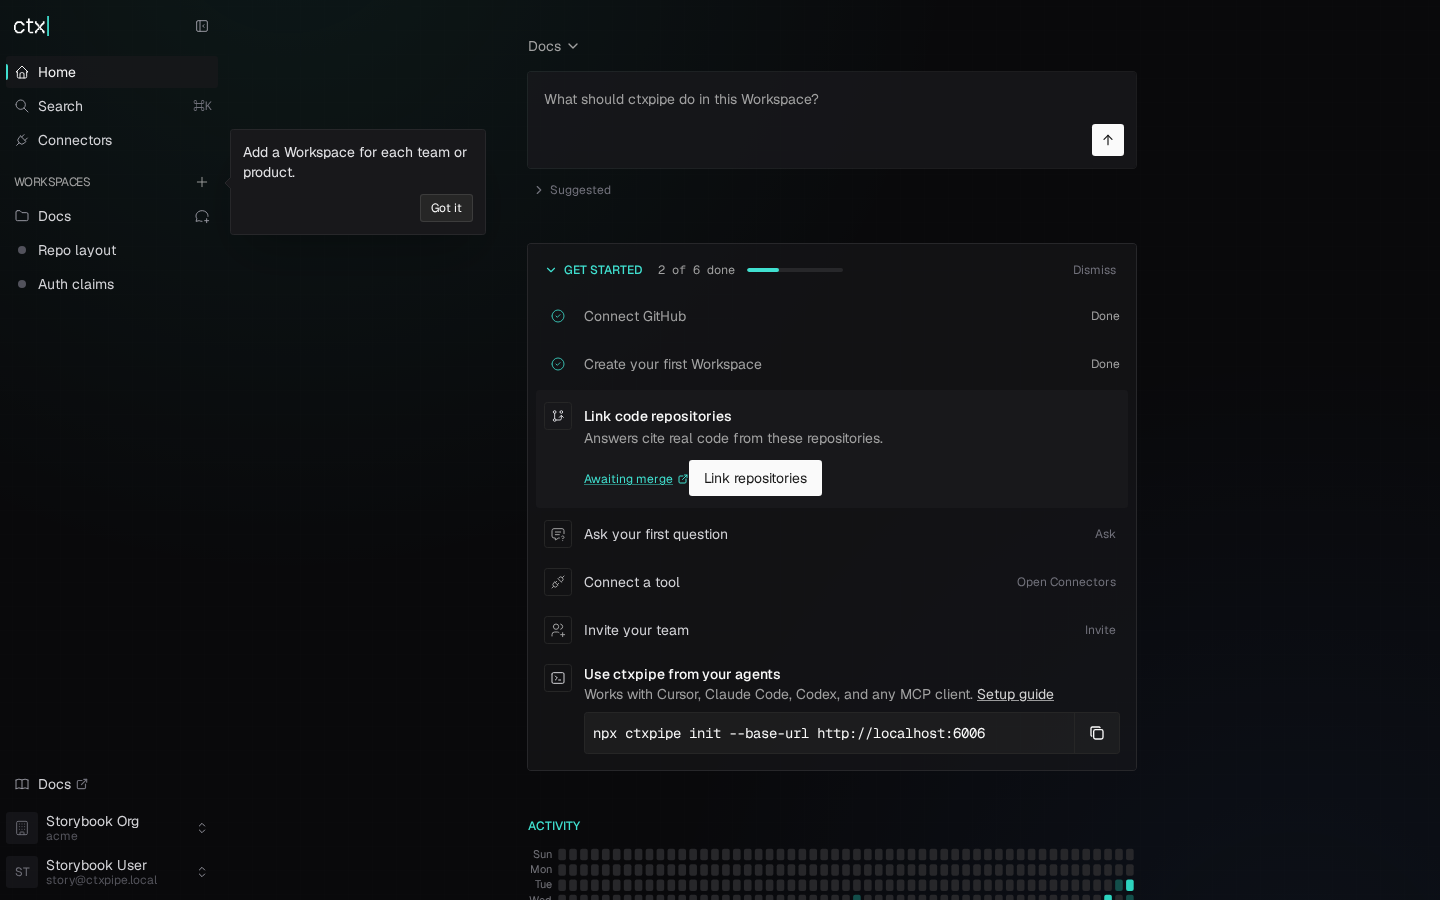 ctx
Home
Search ⌘K
Connectors
WORKSPACES
Docs
Repo layout
Auth claims
Add a Workspace for each team or
product.
Got it
Docs
What should ctxpipe do in this Workspace?
Suggested
GET STARTED 2 of 6 done Dismiss
Connect GitHub Done
Create your first Workspace Done
Link code repositories
Answers cite real code from these repositories.
Awaiting merge Link repositories
Ask your first question Ask
Connect a tool Open Connectors
Invite your team Invite
Use ctxpipe from your agents
Works with Cursor, Claude Code, Codex, and any MCP client. Setup guide
npx ctxpipe init --base-url http://localhost:6006
ACTIVITY
Sun
Mon
Tue
Wed
Docs
Storybook Org
acme
ST Storybook User
story@ctxpipe.local